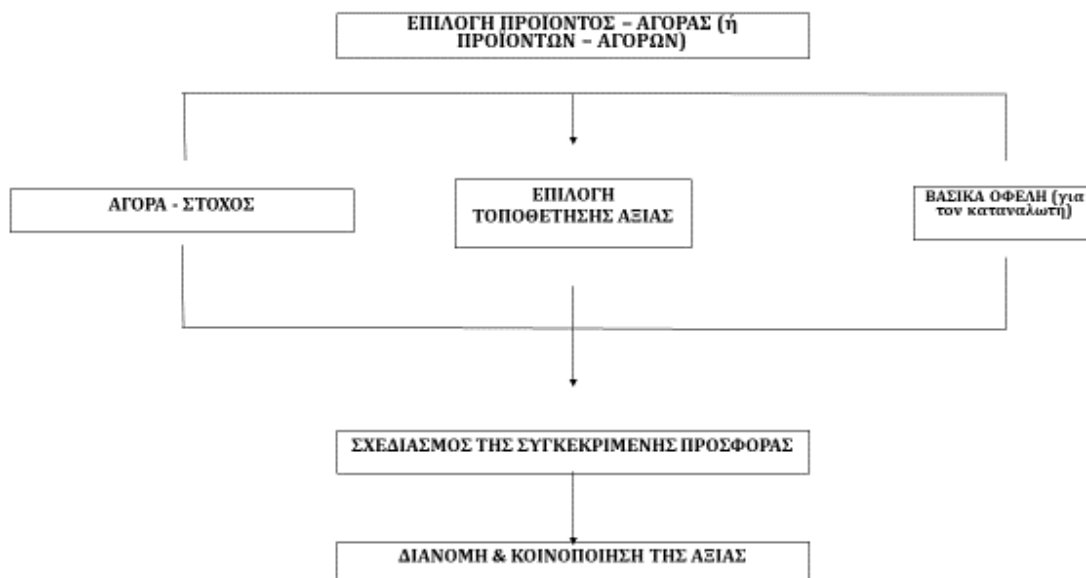 ΕΠΙΛΟΓΗ ΠΡΟΪΟΝΤΟΣ – ΑΓΟΡΑΣ (ή
ΠΡΟΪΟΝΤΩΝ – ΑΓΟΡΩΝ)
ΑΓΟΡΑ - ΣΤΟΧΟΣ
ΕΠΙΛΟΓΗ
ΤΟΠΟΘΕΤΗΣΗΣ ΑΞΙΑΣ
ΒΑΣΙΚΑ ΟΦΕΛΗ (για
τον καταναλωτή)
ΣΧΕΔΙΑΣΜΟΣ ΤΗΣ ΣΥΓΚΕΚΡΙΜΕΝΗΣ ΠΡΟΣΦΟΡΑΣ
ΔΙΑΝΟΜΗ & ΚΟΙΝΟΠΟΙΗΣΗ ΤΗΣ ΑΞΙΑΣ